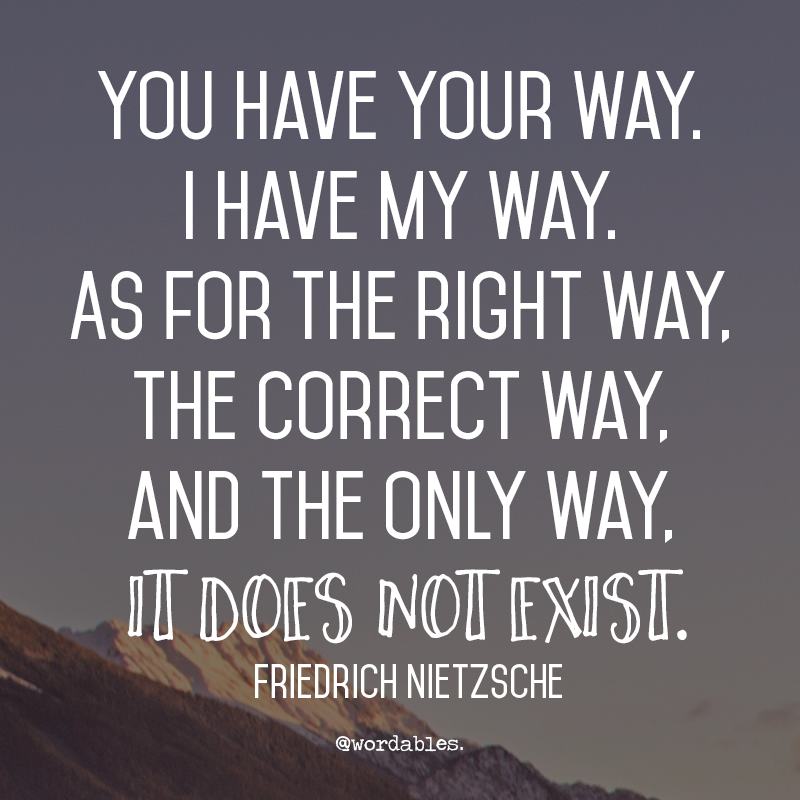 YOU HAVE YOUR WAY.
I HAVE MY WAY.
AS FOR THE RIGHT WAY,
THE CORRECT WAY,
AND THE ONLY WAY,
IT DOES NOT EXIST.
FRIEDRICH NIETZSCHE
@wordables.